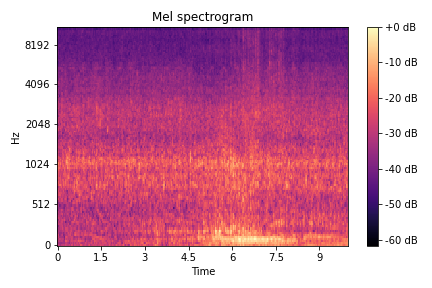 Mel spectrogram
Hz
8192
4096
2048
1024
512
0
0 1.5 3 4.5 6 7.5 9
Time
+0 dB
-10 dB
-20 dB
-30 dB
-40 dB
-50 dB
-60 dB